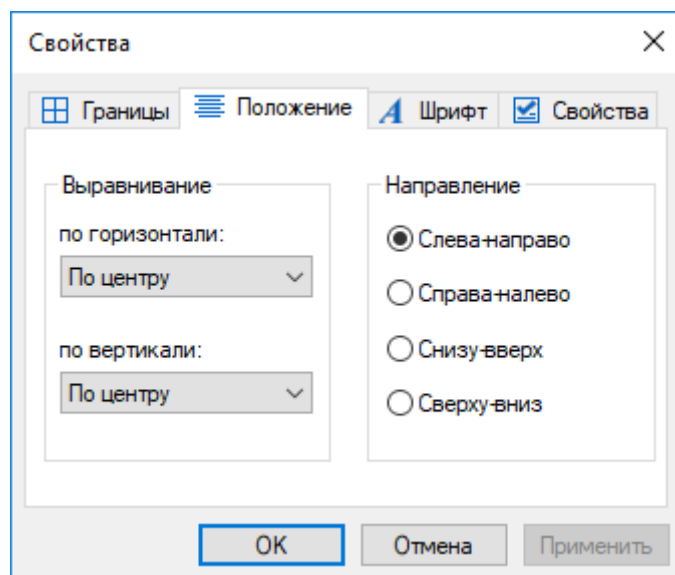 Свойства
Границы Положение Шрифт Свойства
Выравнивание
по горизонтали:
По центру
по вертикали:
По центру
Направление
Слева-направо
Справа-налево
Снизу-вверх
Сверху-вниз
OK Отмена Применить